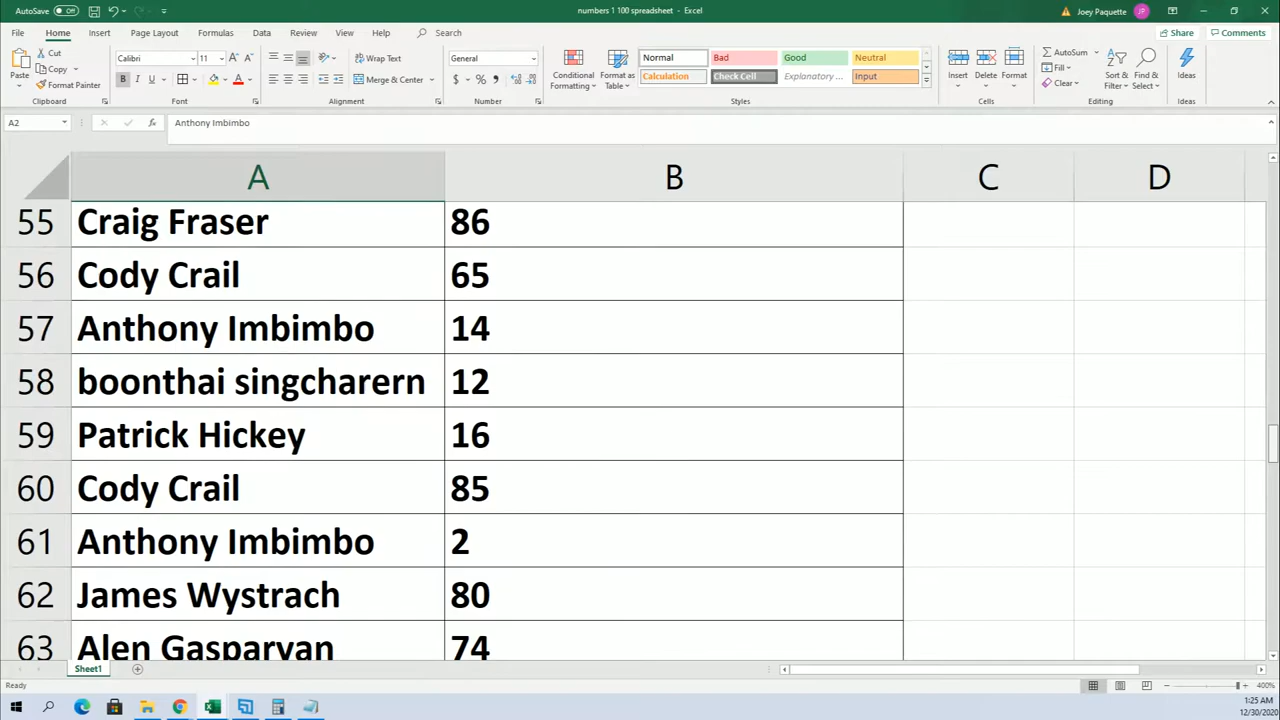 AutoSave Off
numbers 1 100 spreadsheet - Excel
Joey Paquette JP
File Home Insert Page Layout Formulas Data Review View Help Search
Share Comments
Paste
Cut
Copy
Format Painter
Clipboard
Calibri 11
B I U
Font
Wrap Text
Merge & Center
Alignment
General
$ % ,
Number
Conditional Formatting
Format as Table
Normal Bad Good Neutral
Calculation Check Cell Explanatory ... Input
Styles
Insert Delete Format
Cells
AutoSum
Fill
Clear
Sort & Filter
Find & Select
Editing
Ideas
Ideas
A2 fx Anthony Imbimbo
A B C D
55 Craig Fraser 86
56 Cody Crail 65
57 Anthony Imbimbo 14
58 boonthai singcharern 12
59 Patrick Hickey 16
60 Cody Crail 85
61 Anthony Imbimbo 2
62 James Wystrach 80
63 Alen Gasparyan 74
Sheet1
Ready
400%
1:25 AM
12/30/2020